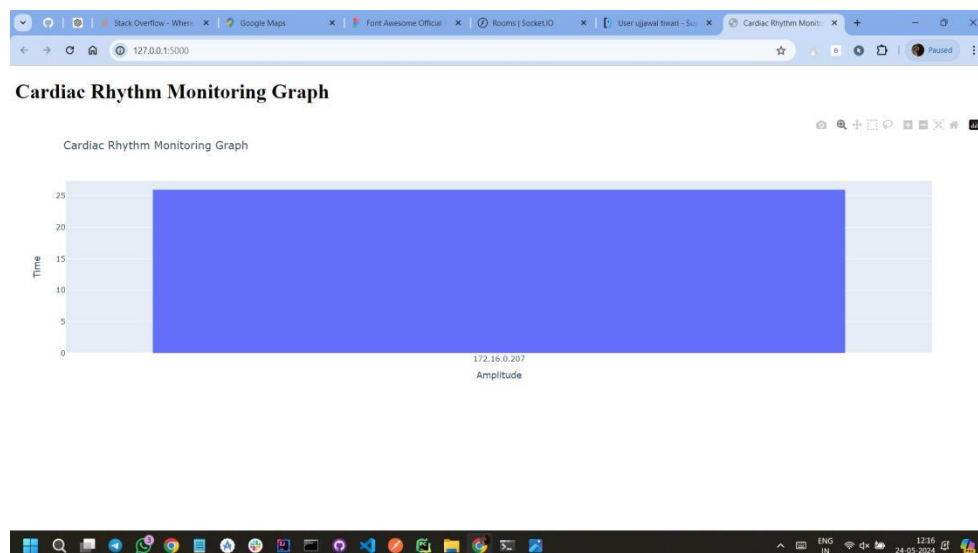 Stack Overflow - Where
Google Maps
Font Awesome Official
Rooms | Socket.IO
User ujjawal tiwari - Su
Cardiac Rhythm Monito
127.0.0.1:5000
Paused
Cardiac Rhythm Monitoring Graph
Cardiac Rhythm Monitoring Graph
25
20
15
10
5
0
Time
172.16.0.207
Amplitude
ENG
IN
12:16
24-05-2024